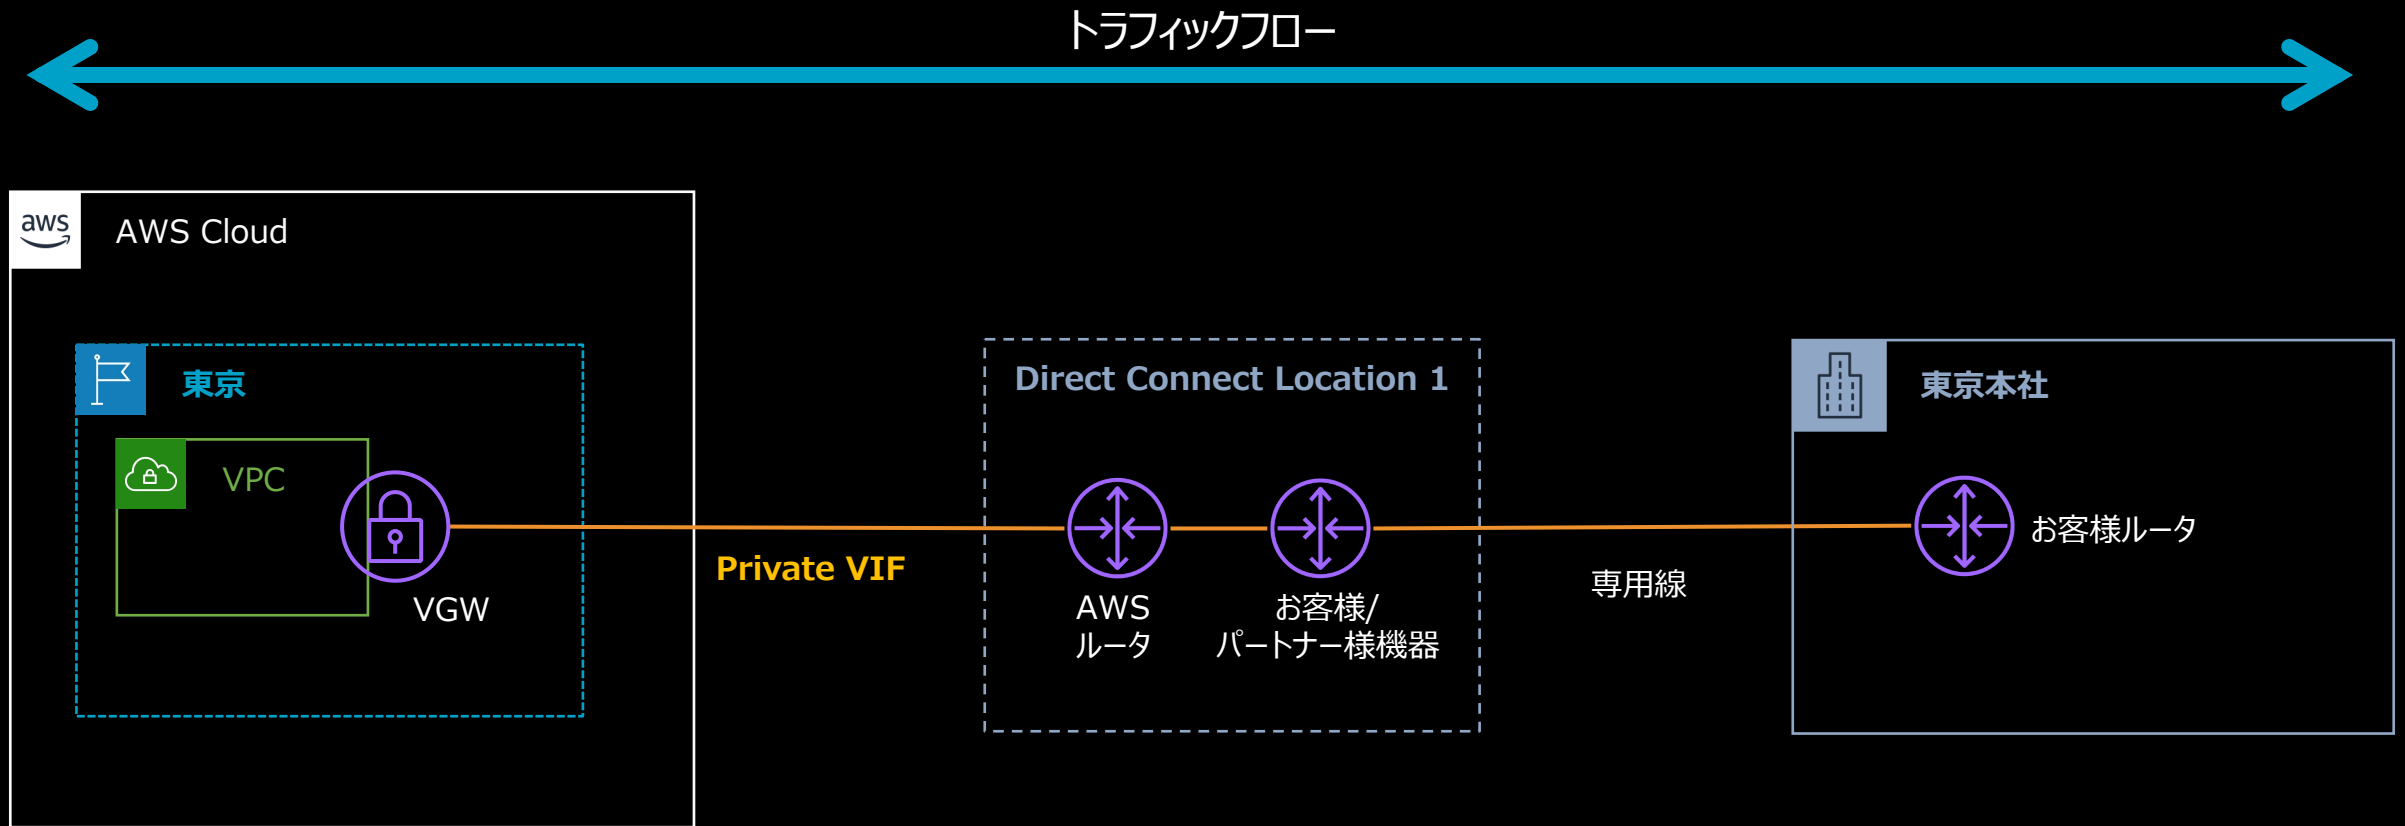 トラフィックフロー
aws
AWS Cloud
東京
VPC
VGW
Private VIF
Direct Connect Location 1
AWS
ルータ
お客様/
パートナー様機器
専用線
東京本社
お客様ルータ